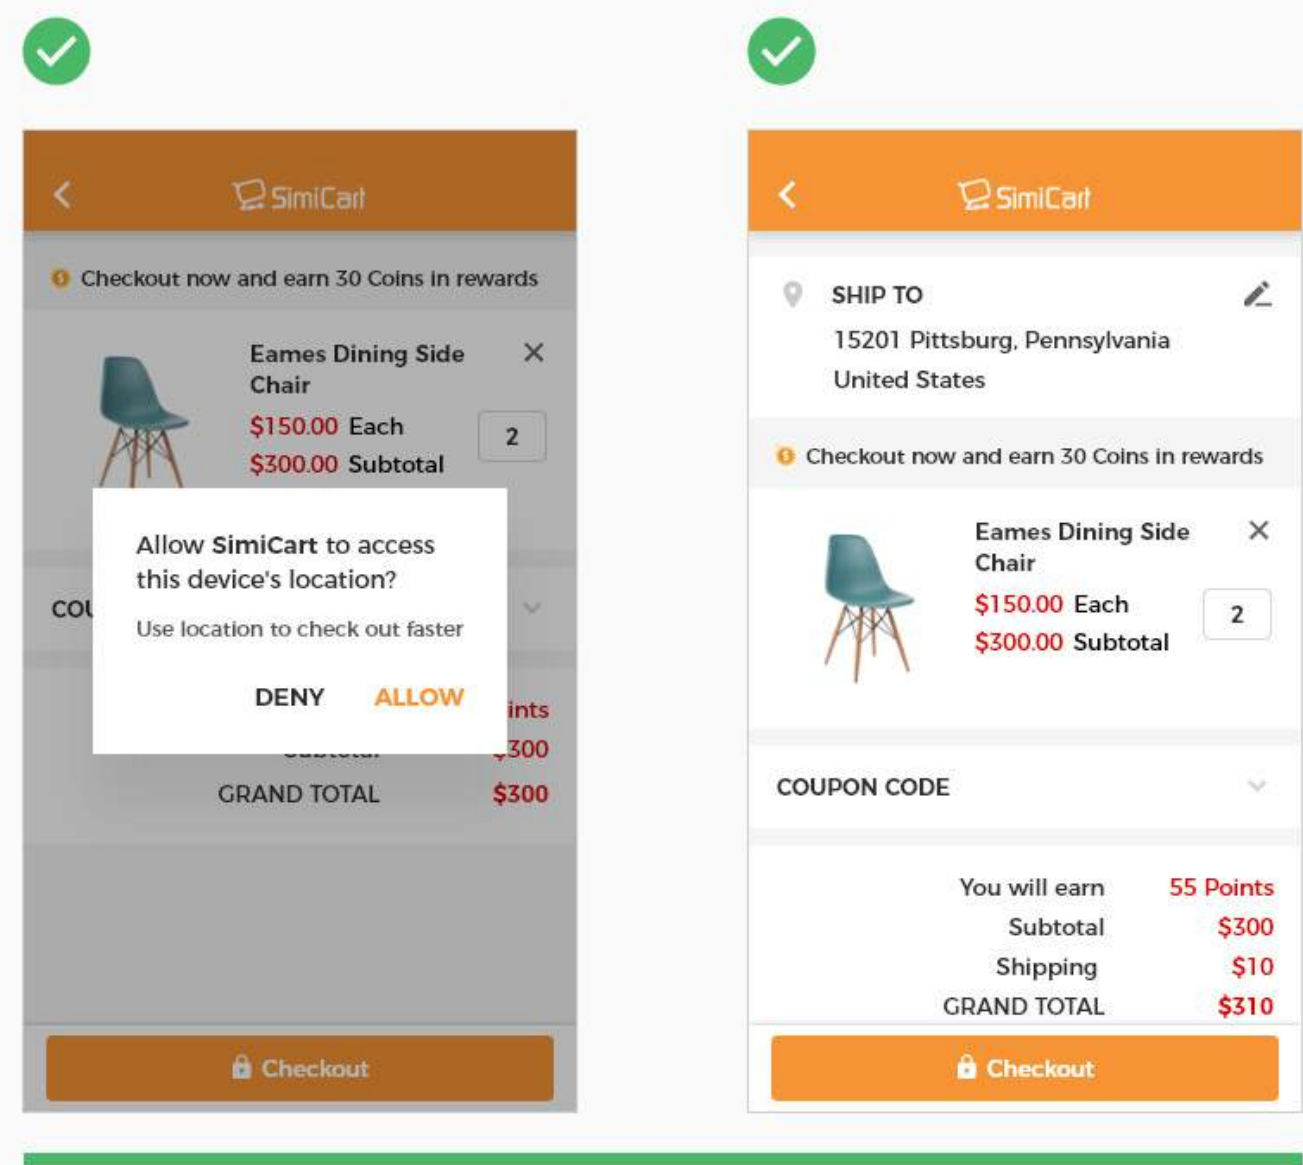 SimiCart
Checkout now and earn 30 Coins in rewards
Eames Dining Side
Chair
$150.00 Each
$300.00 Subtotal
2
Allow SimiCart to access
this device's location?
Use location to check out faster
DENY ALLOW
$300
GRAND TOTAL $300
Checkout
SimiCart
SHIP TO
15201 Pittsburg, Pennsylvania
United States
Checkout now and earn 30 Coins in rewards
Eames Dining Side
Chair
$150.00 Each
$300.00 Subtotal
2
COUPON CODE
You will earn 55 Points
Subtotal $300
Shipping $10
GRAND TOTAL $310
Checkout